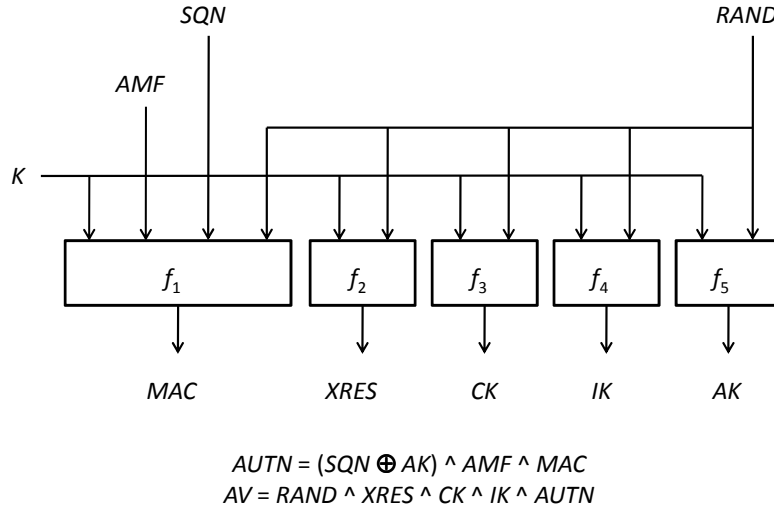 SQN RAND
AMF
K
f1 f2 f3 f4 f5
MAC XRES CK IK AK
AUTN = (SQN ⊕ AK) ^ AMF ^ MAC
AV = RAND ^ XRES ^ CK ^ IK ^ AUTN